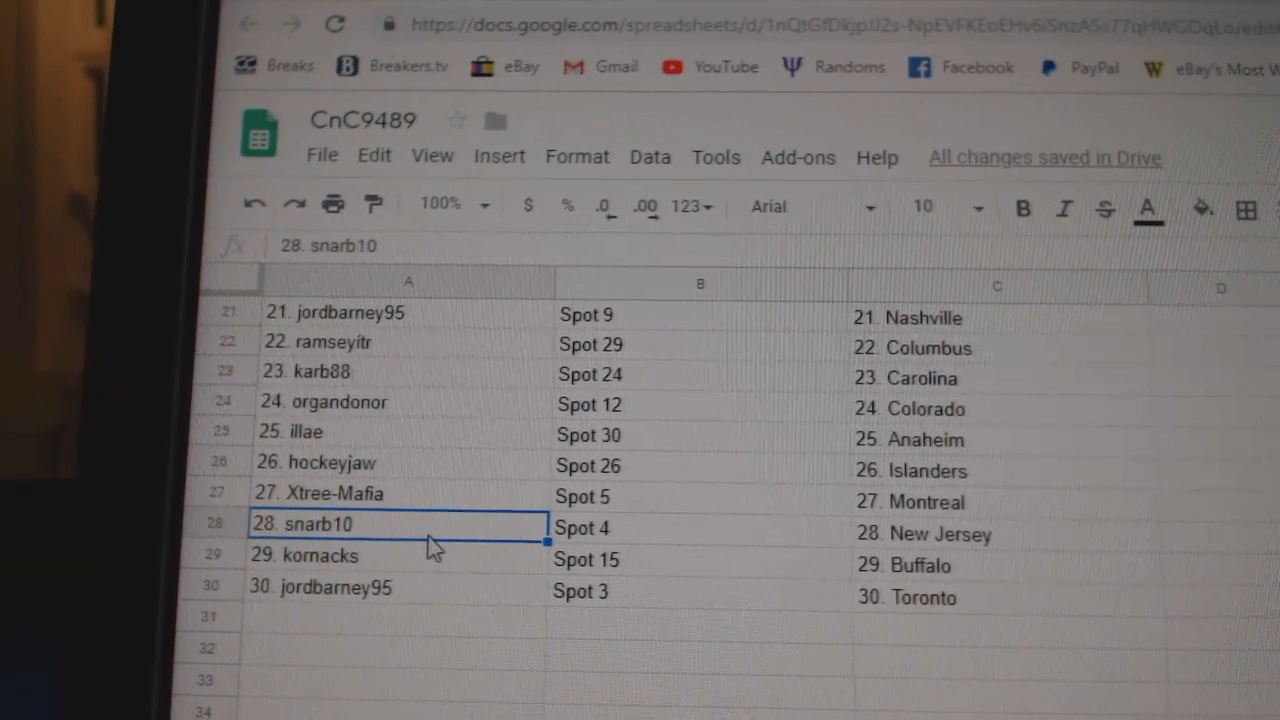 https://docs.google.com/spreadsheets/d/
Breaks Breakers.tv eBay Gmail YouTube Randoms Facebook PayPal eBay's Most
CnC9489
File Edit View Insert Format Data Tools Add-ons Help All changes saved in Drive
100% $ % .0 .00 123 Arial 10 B I S A
fx 28. snarb10
A B C D
21 21. jordbarney95 Spot 9 21. Nashville
22 22. ramseyitr Spot 29 22. Columbus
23 23. karb88 Spot 24 23. Carolina
24 24. organdonor Spot 12 24. Colorado
25 25. illae Spot 30 25. Anaheim
26 26. hockeyjaw Spot 26 26. Islanders
27 27. Xtree-Mafia Spot 5 27. Montreal
28 28. snarb10 Spot 4 28. New Jersey
29 29. kornacks Spot 15 29. Buffalo
30 30. jordbarney95 Spot 3 30. Toronto
31
32
33
34